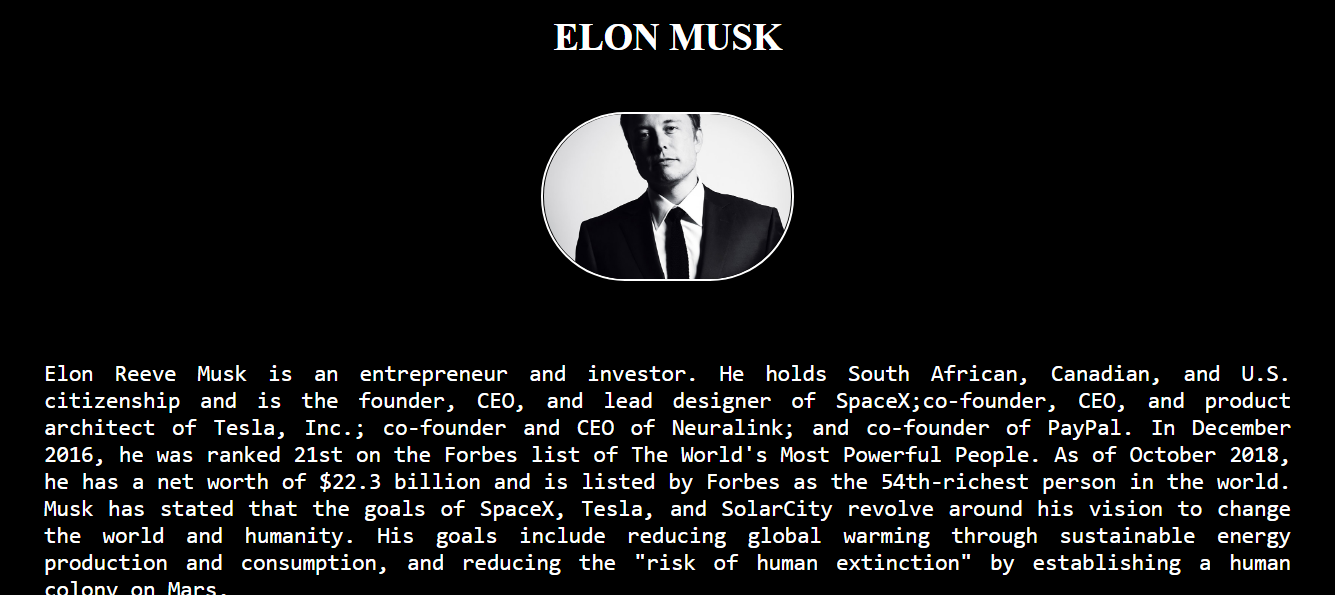 ELON MUSK
Elon Reeve Musk is an entrepreneur and investor. He holds South African, Canadian, and U.S.
citizenship and is the founder, CEO, and lead designer of SpaceX;co-founder, CEO, and product
architect of Tesla, Inc.; co-founder and CEO of Neuralink; and co-founder of PayPal. In December
2016, he was ranked 21st on the Forbes list of The World's Most Powerful People. As of October 2018,
he has a net worth of $22.3 billion and is listed by Forbes as the 54th-richest person in the world.
Musk has stated that the goals of SpaceX, Tesla, and SolarCity revolve around his vision to change
the world and humanity. His goals include reducing global warming through sustainable energy
production and consumption, and reducing the "risk of human extinction" by establishing a human
colony on Mars.